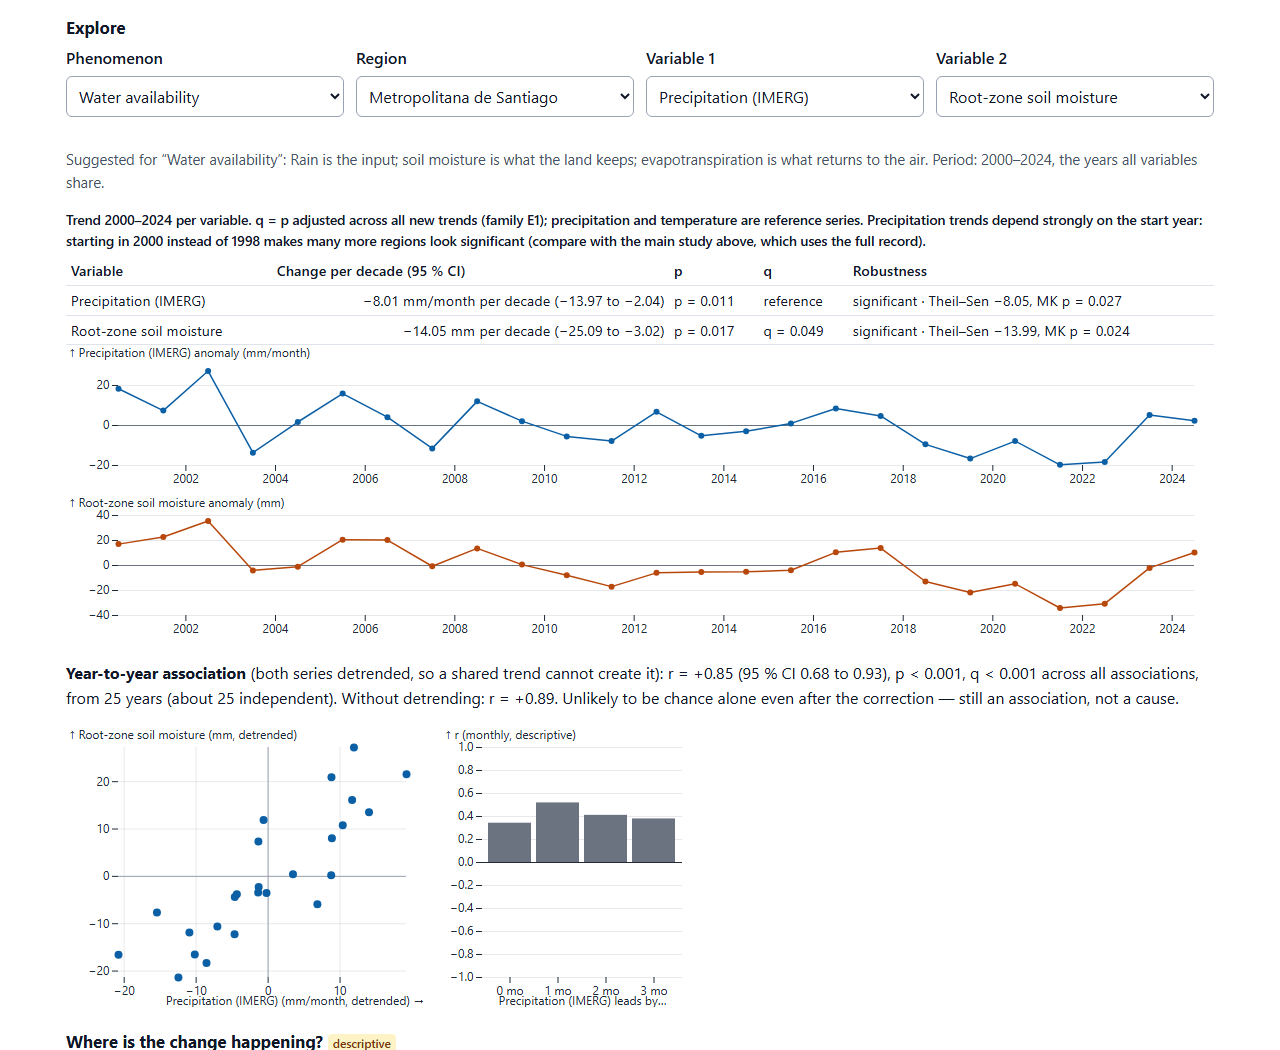 Explore
Phenomenon Region Variable 1 Variable 2
Water availability Metropolitana de Santiago Precipitation (IMERG) Root-zone soil moisture
Suggested for “Water availability”: Rain is the input; soil moisture is what the land keeps; evapotranspiration is what returns to the air. Period: 2000–2024, the years all variables
share.
Trend 2000–2024 per variable. q = p adjusted across all new trends (family E1); precipitation and temperature are reference series. Precipitation trends depend strongly on the start year:
starting in 2000 instead of 1998 makes many more regions look significant (compare with the main study above, which uses the full record).
Variable Change per decade (95 % CI) p q Robustness
Precipitation (IMERG) −8.01 mm/month per decade (−13.97 to −2.04) p = 0.011 reference significant · Theil–Sen −8.05, MK p = 0.027
Root-zone soil moisture −14.05 mm per decade (−25.09 to −3.02) p = 0.017 q = 0.049 significant · Theil–Sen −13.99, MK p = 0.024
↑ Precipitation (IMERG) anomaly (mm/month)
20
0
−20
2002 2004 2006 2008 2010 2012 2014 2016 2018 2020 2022 2024
↑ Root-zone soil moisture anomaly (mm)
40
20
0
−20
−40
2002 2004 2006 2008 2010 2012 2014 2016 2018 2020 2022 2024
Year-to-year association (both series detrended, so a shared trend cannot create it): r = +0.85 (95 % CI 0.68 to 0.93), p < 0.001, q < 0.001 across all associations,
from 25 years (about 25 independent). Without detrending: r = +0.89. Unlikely to be chance alone even after the correction — still an association, not a cause.
↑ Root-zone soil moisture (mm, detrended)
20
10
0
−10
−20
−20 −10 0 10
Precipitation (IMERG) (mm/month, detrended) →
↑ r (monthly, descriptive)
1.0
0.8
0.6
0.4
0.2
0.0
−0.2
−0.4
−0.6
−0.8
−1.0
0 mo 1 mo 2 mo 3 mo
Precipitation (IMERG) leads by...
Where is the change happening? descriptive